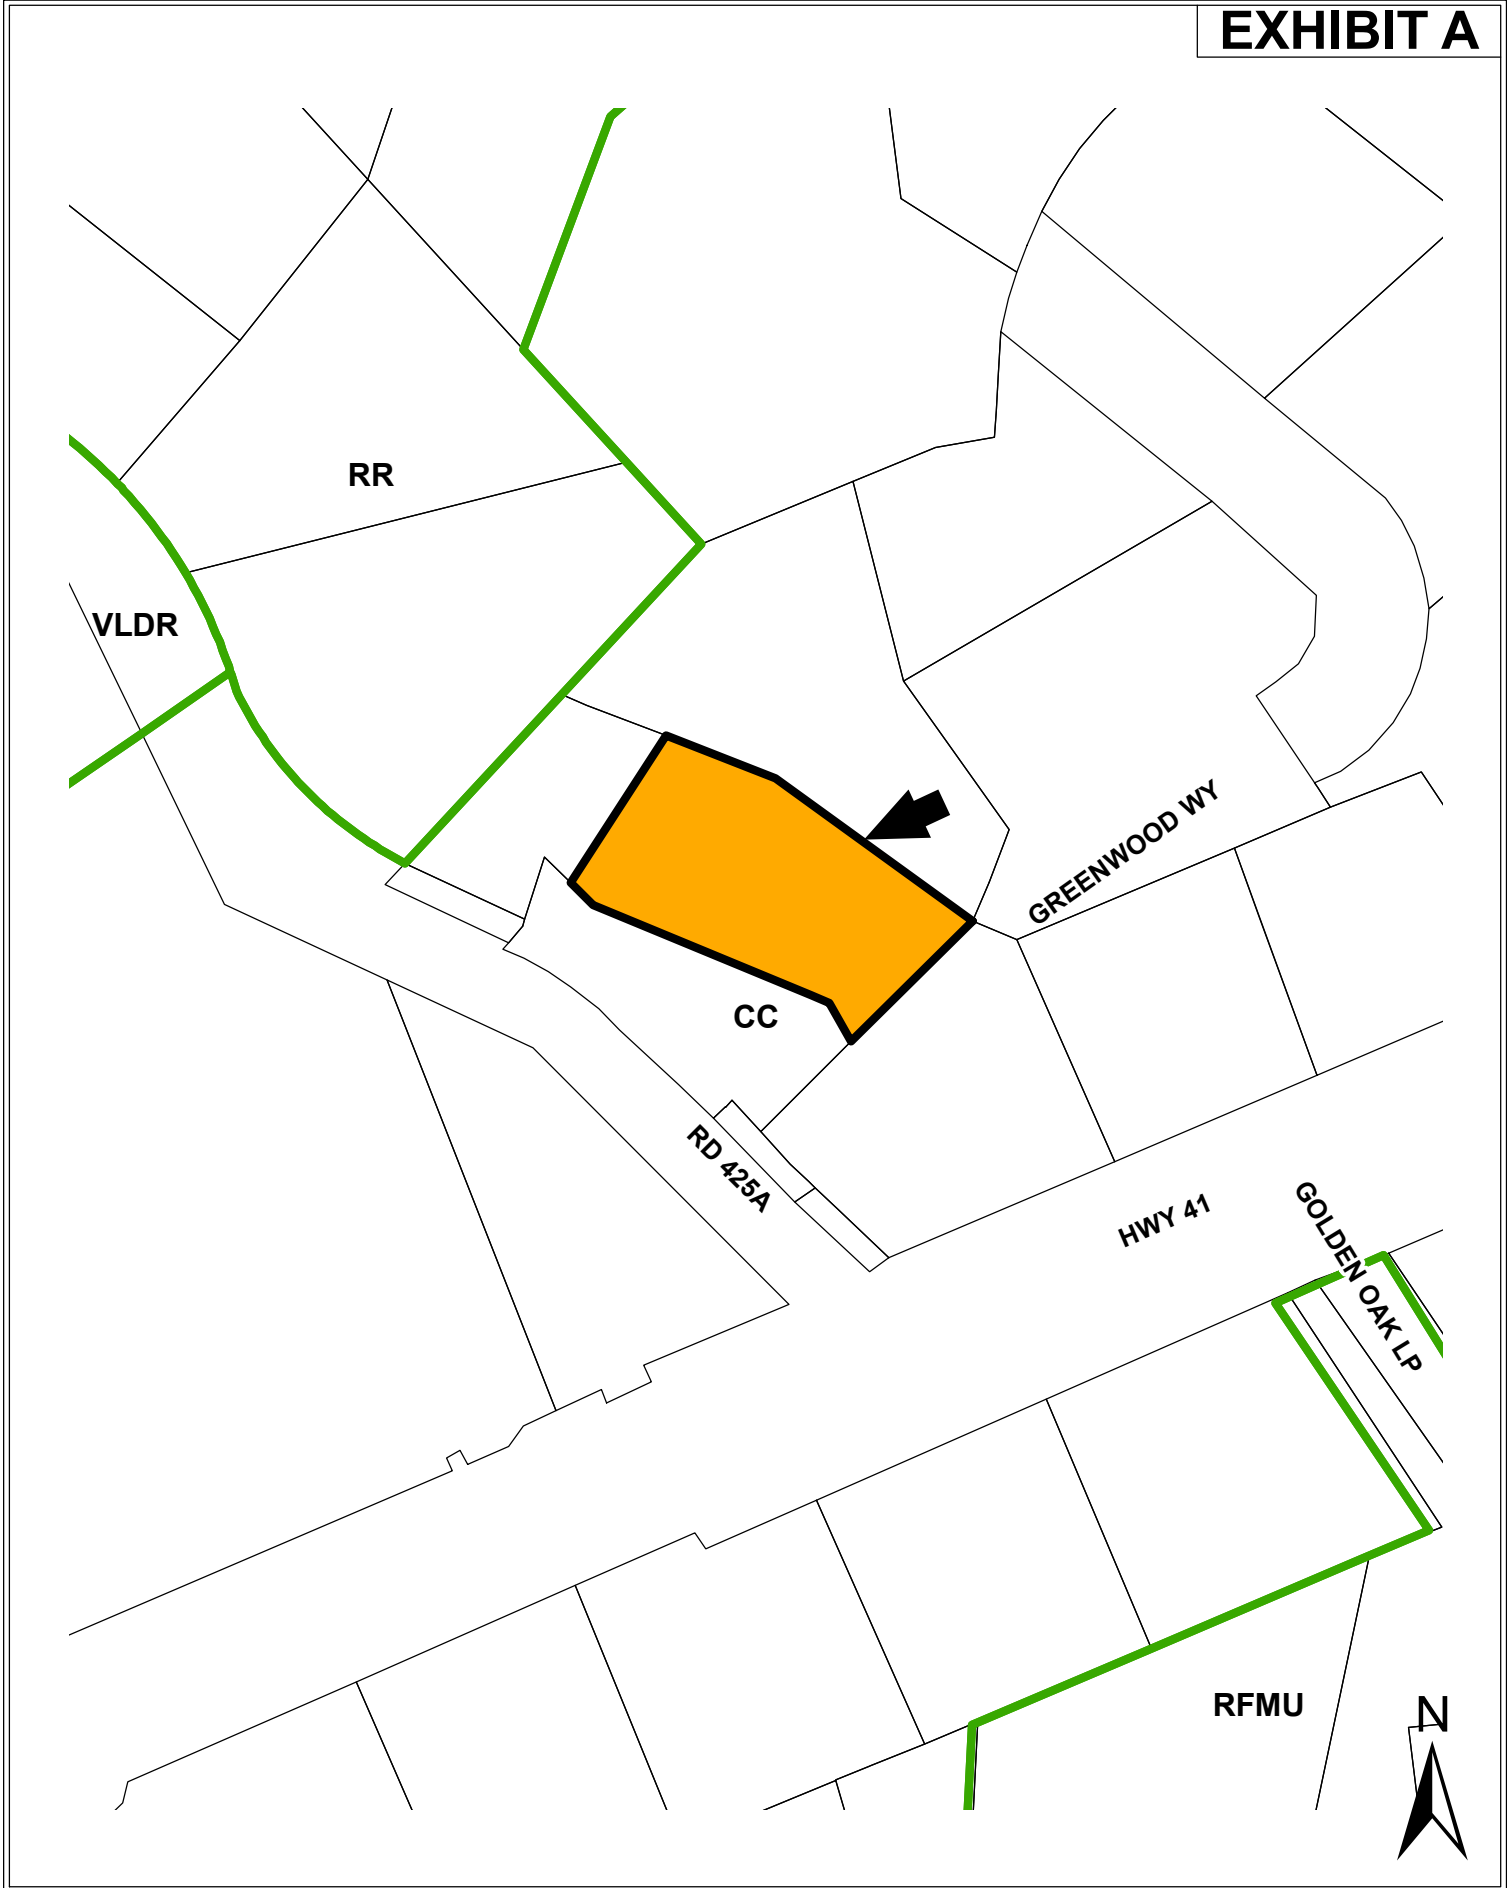 EXHIBIT A
RR
VLDR
GREENWOOD WY
CC
RD 425A
HWY 41
GOLDEN OAK LP
RFMU
N